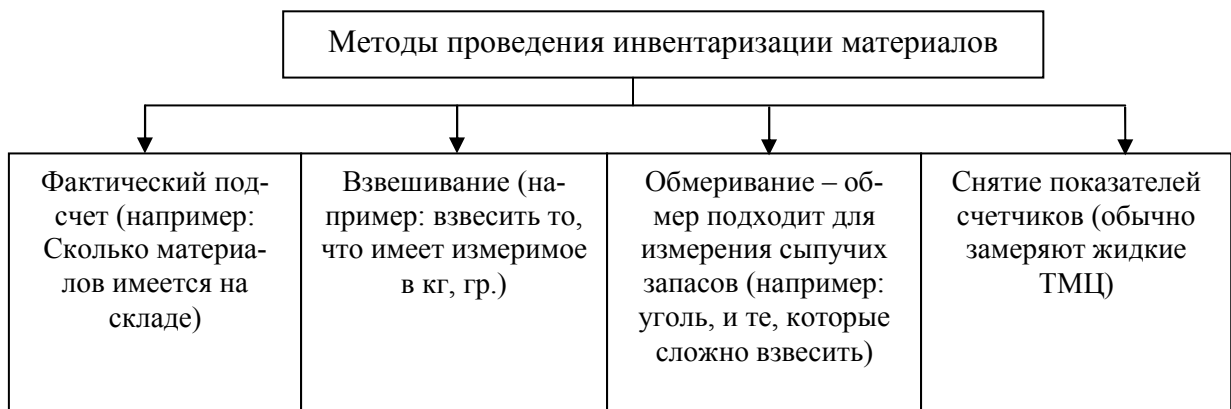 Методы проведения инвентаризации материалов
Фактический под-
счет (например:
Сколько материа-
лов имеется на
складе)
Взвешивание (на-
пример: взвесить то,
что имеет измеримое
в кг, гр.)
Обмеривание – об-
мер подходит для
измерения сыпучих
запасов (например:
уголь, и те, которые
сложно взвесить)
Снятие показателей
счетчиков (обычно
замеряют жидкие
ТМЦ)